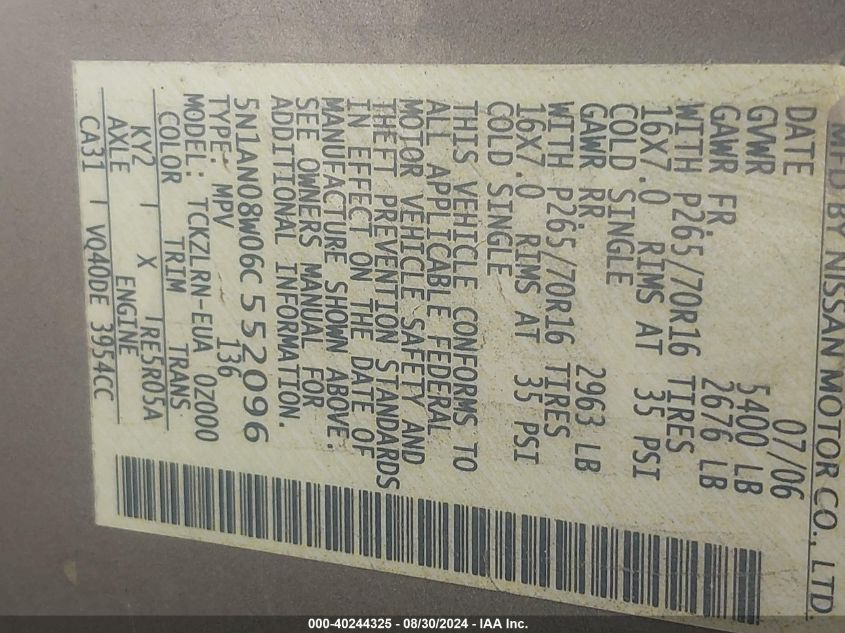 MFD BY NISSAN MOTOR CO., LTD.
DATE 07/06
GVWR 5400 LB
GAWR FR. 2676 LB
WITH P265/70R16 TIRES
16X7.0 RIMS AT 35 PSI
COLD SINGLE
GAWR RR. 2963 LB
WITH P265/70R16 TIRES
16X7.0 RIMS AT 35 PSI
COLD SINGLE
THIS VEHICLE CONFORMS TO
ALL APPLICABLE FEDERAL
MOTOR VEHICLE SAFETY AND
THEFT PREVENTION STANDARDS
IN EFFECT ON THE DATE OF
MANUFACTURE SHOWN ABOVE.
SEE OWNERS MANUAL FOR
ADDITIONAL INFORMATION.
5N1AN08W06C552096
TYPE: MPV 136
MODEL: TCKZLRN-EUA 0Z000
COLOR TRIM TRANS
KY2 | X |RE5R05A
AXLE ENGINE
CA31 | VQ40DE 3954CC
000-40244325 - 08/30/2024 - IAA Inc.